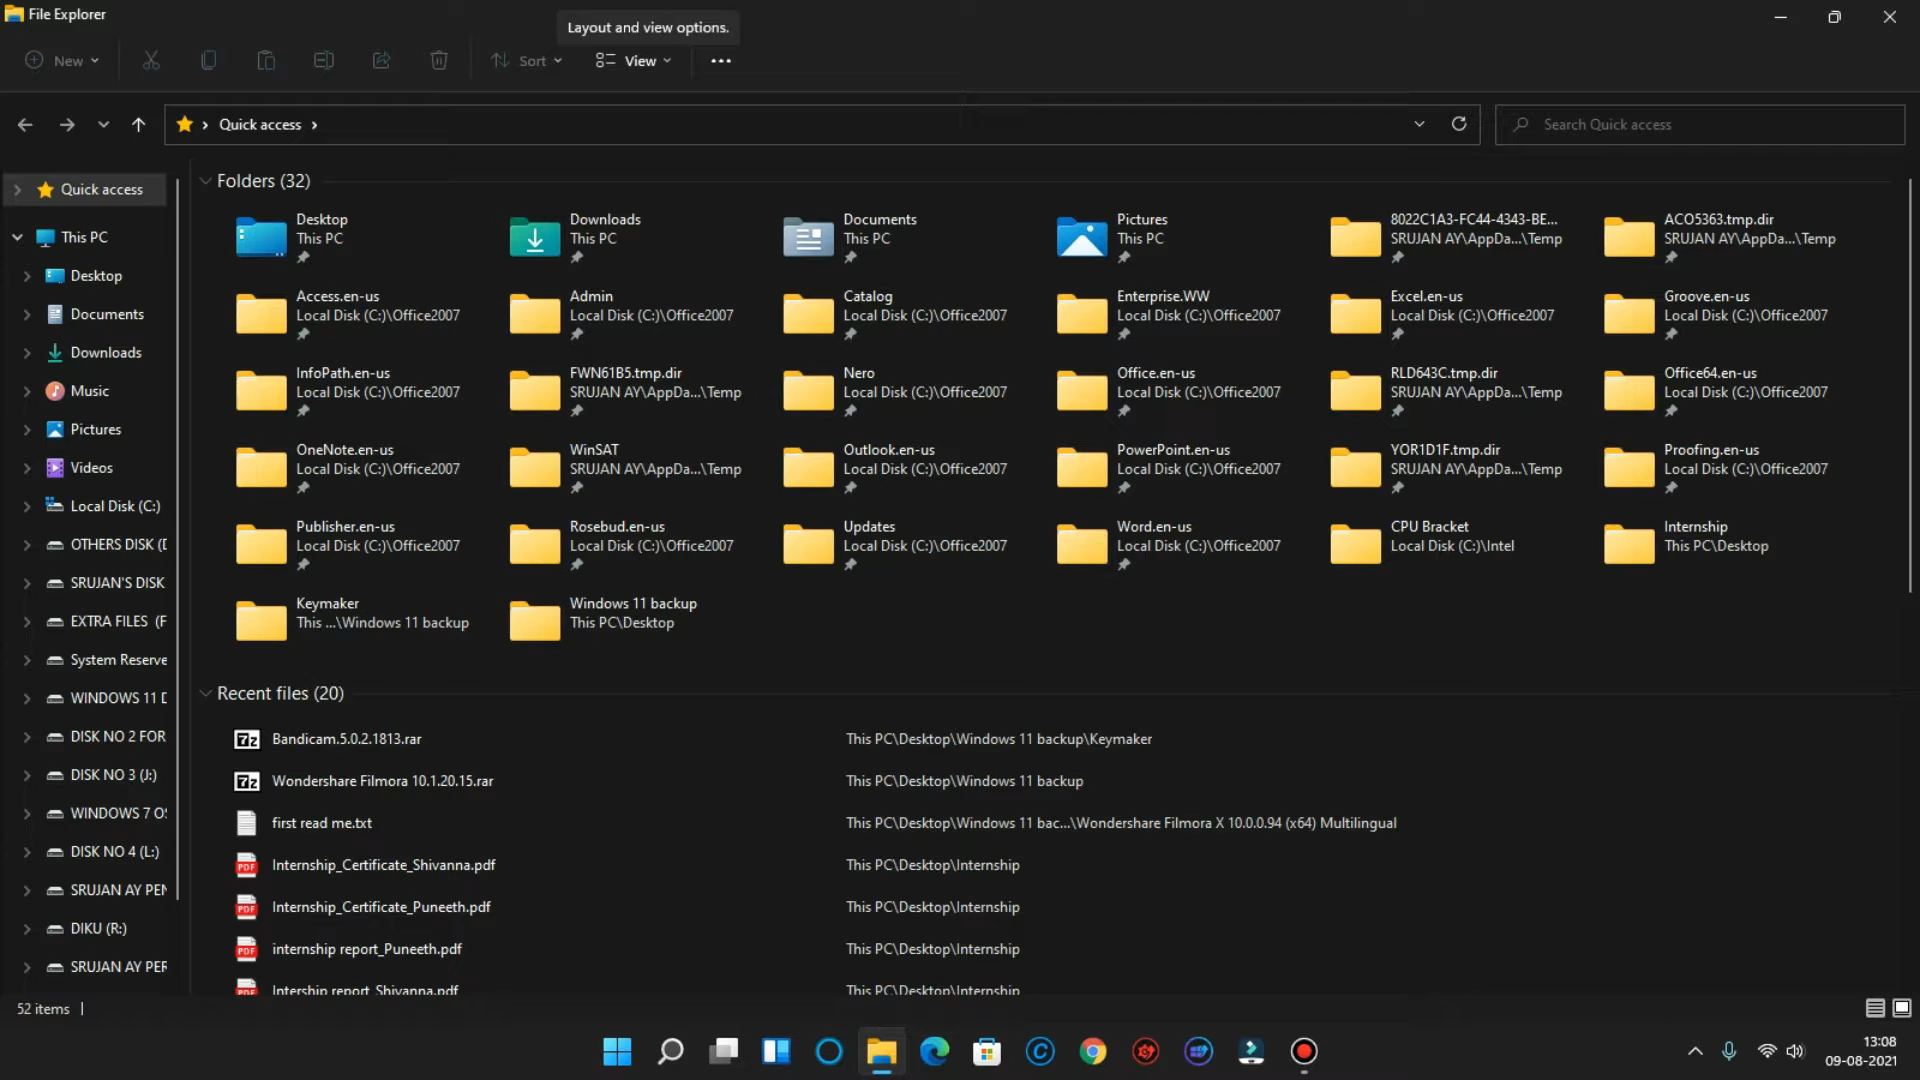 File Explorer
Layout and view options.
New
Sort
View
Quick access
Search Quick access
Quick access
This PC
Desktop
Documents
Downloads
Music
Pictures
Videos
Local Disk (C:)
OTHERS DISK (D
SRUJAN'S DISK
EXTRA FILES (F
System Reserve
WINDOWS 11 D
DISK NO 2 FOR
DISK NO 3 (J:)
WINDOWS 7 OS
DISK NO 4 (L:)
SRUJAN AY PEN
DIKU (R:)
SRUJAN AY PER
Folders (32)
Desktop
This PC
Downloads
This PC
Documents
This PC
Pictures
This PC
8022C1A3-FC44-4343-BE...
SRUJAN AY\AppDa...\Temp
ACO5363.tmp.dir
SRUJAN AY\AppDa...\Temp
Access.en-us
Local Disk (C:)\Office2007
Admin
Local Disk (C:)\Office2007
Catalog
Local Disk (C:)\Office2007
Enterprise.WW
Local Disk (C:)\Office2007
Excel.en-us
Local Disk (C:)\Office2007
Groove.en-us
Local Disk (C:)\Office2007
InfoPath.en-us
Local Disk (C:)\Office2007
FWN61B5.tmp.dir
SRUJAN AY\AppDa...\Temp
Nero
Local Disk (C:)\Office2007
Office.en-us
Local Disk (C:)\Office2007
RLD643C.tmp.dir
SRUJAN AY\AppDa...\Temp
Office64.en-us
Local Disk (C:)\Office2007
OneNote.en-us
Local Disk (C:)\Office2007
WinSAT
SRUJAN AY\AppDa...\Temp
Outlook.en-us
Local Disk (C:)\Office2007
PowerPoint.en-us
Local Disk (C:)\Office2007
YOR1D1F.tmp.dir
SRUJAN AY\AppDa...\Temp
Proofing.en-us
Local Disk (C:)\Office2007
Publisher.en-us
Local Disk (C:)\Office2007
Rosebud.en-us
Local Disk (C:)\Office2007
Updates
Local Disk (C:)\Office2007
Word.en-us
Local Disk (C:)\Office2007
CPU Bracket
Local Disk (C:)\Intel
Internship
This PC\Desktop
Keymaker
This ...\Windows 11 backup
Windows 11 backup
This PC\Desktop
Recent files (20)
Bandicam.5.0.2.1813.rar This PC\Desktop\Windows 11 backup\Keymaker
Wondershare Filmora 10.1.20.15.rar This PC\Desktop\Windows 11 backup
first read me.txt This PC\Desktop\Windows 11 bac...\Wondershare Filmora X 10.0.0.94 (x64) Multilingual
Internship_Certificate_Shivanna.pdf This PC\Desktop\Internship
Internship_Certificate_Puneeth.pdf This PC\Desktop\Internship
internship report_Puneeth.pdf This PC\Desktop\Internship
Intership report_Shivanna.pdf This PC\Desktop\Internship
52 items
13:08
09-08-2021